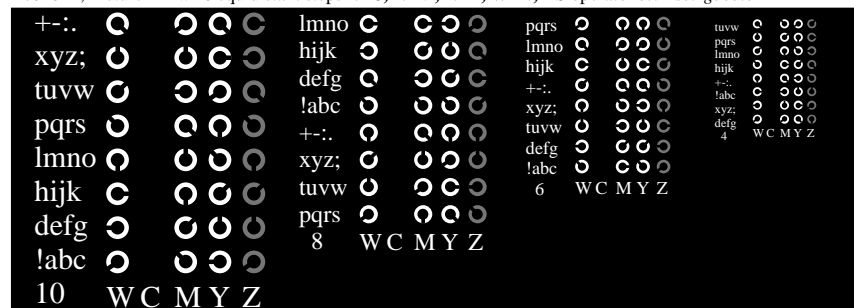 +-:.
xyz;
tuvw
pqrs
lmno
hijk
defg
!abc
10 W C M Y Z
lmno
hijk
defg
!abc
+-:.
xyz;
tuvw
pqrs
8 W C M Y Z
pqrs
lmno
hijk
+-:.
xyz;
tuvw
defg
!abc
6 W C M Y Z
tuvw
pqrs
lmno
hijk
+-:.
!abc
xyz;
defg
4 W C M Y Z